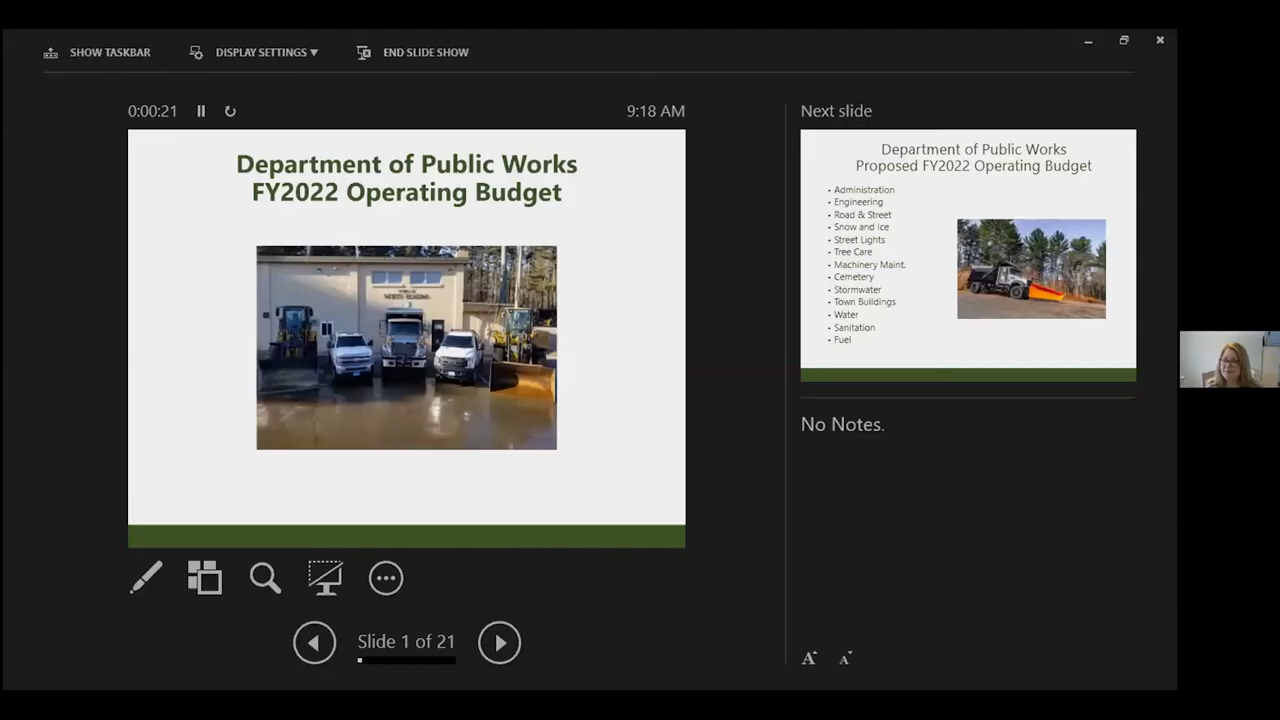 SHOW TASKBAR
DISPLAY SETTINGS ▼
END SLIDE SHOW
0:00:21
9:18 AM
Next slide
Department of Public Works
FY2022 Operating Budget
Department of Public Works
Proposed FY2022 Operating Budget
• Administration
• Engineering
• Road & Street
• Snow and Ice
• Street Lights
• Tree Care
• Machinery Maint.
• Cemetery
• Stormwater
• Town Buildings
• Water
• Sanitation
• Fuel
No Notes.
Slide 1 of 21
A A